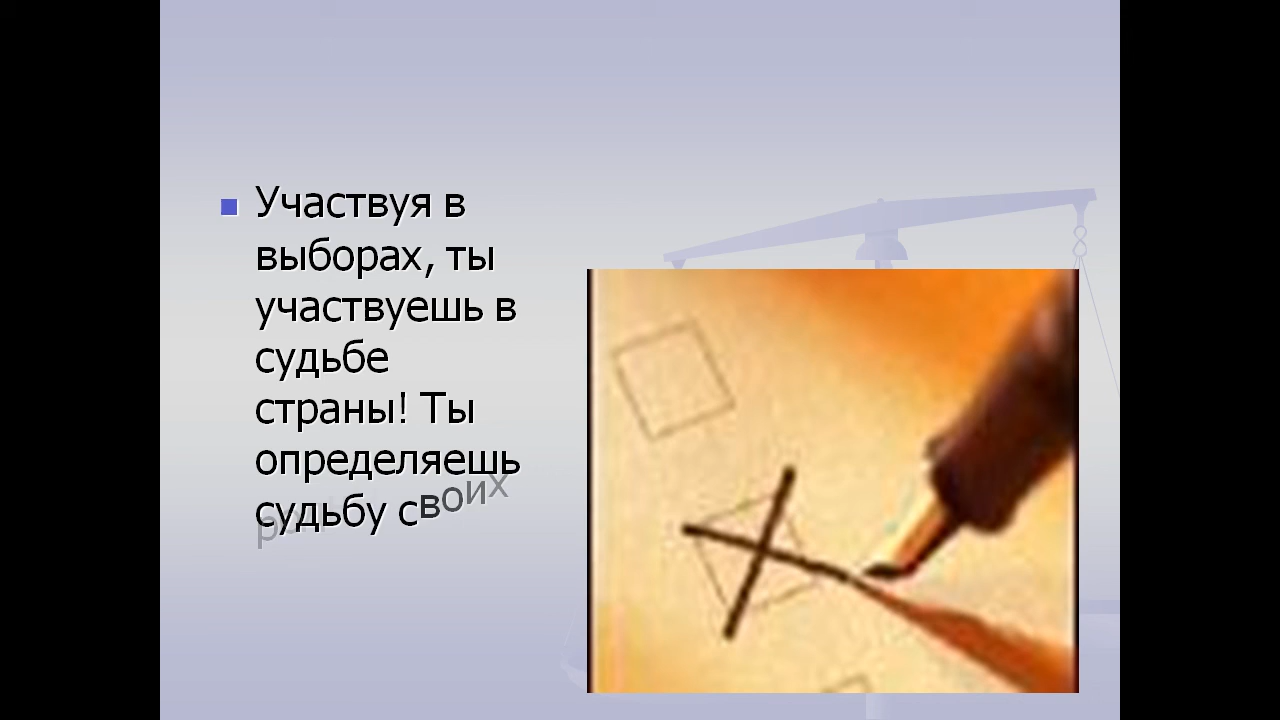 Участвуя в
выборах, ты
участвуешь в
судьбе
страны! Ты
определяешь
судьбу своих